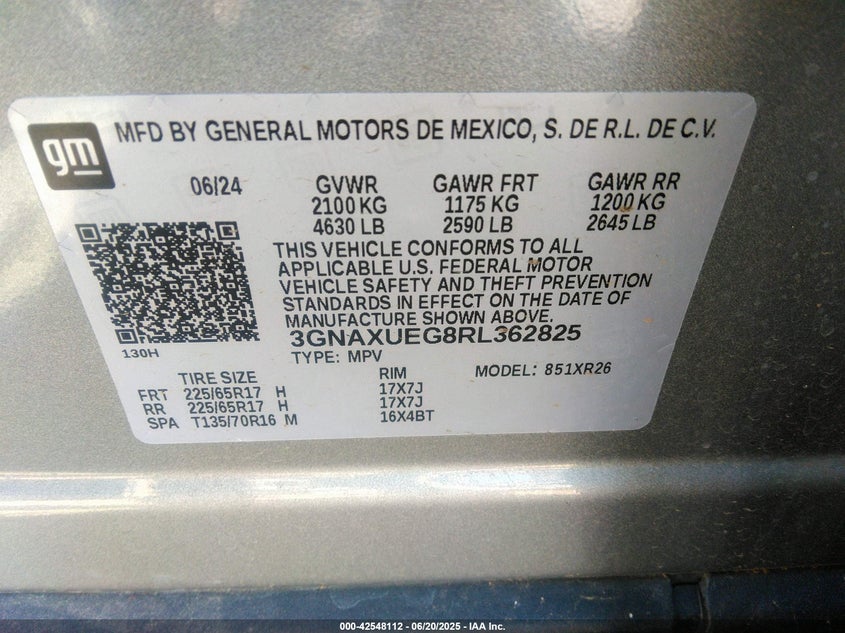 gm
MFD BY GENERAL MOTORS DE MEXICO, S. DE R.L. DE C.V.
06/24 GVWR GAWR FRT GAWR RR
2100 KG 1175 KG 1200 KG
4630 LB 2590 LB 2645 LB
THIS VEHICLE CONFORMS TO ALL
APPLICABLE U.S. FEDERAL MOTOR
VEHICLE SAFETY AND THEFT PREVENTION
STANDARDS IN EFFECT ON THE DATE OF
MANUFACTURE SHOWN ABOVE.
3GNAXUEG8RL362825
130H
TYPE: MPV MODEL: 851XR26
TIRE SIZE RIM
FRT 225/65R17 H 17X7J
RR 225/65R17 H 17X7J
SPA T135/70R16 M 16X4BT
000-42548112 - 06/20/2025 - IAA Inc.